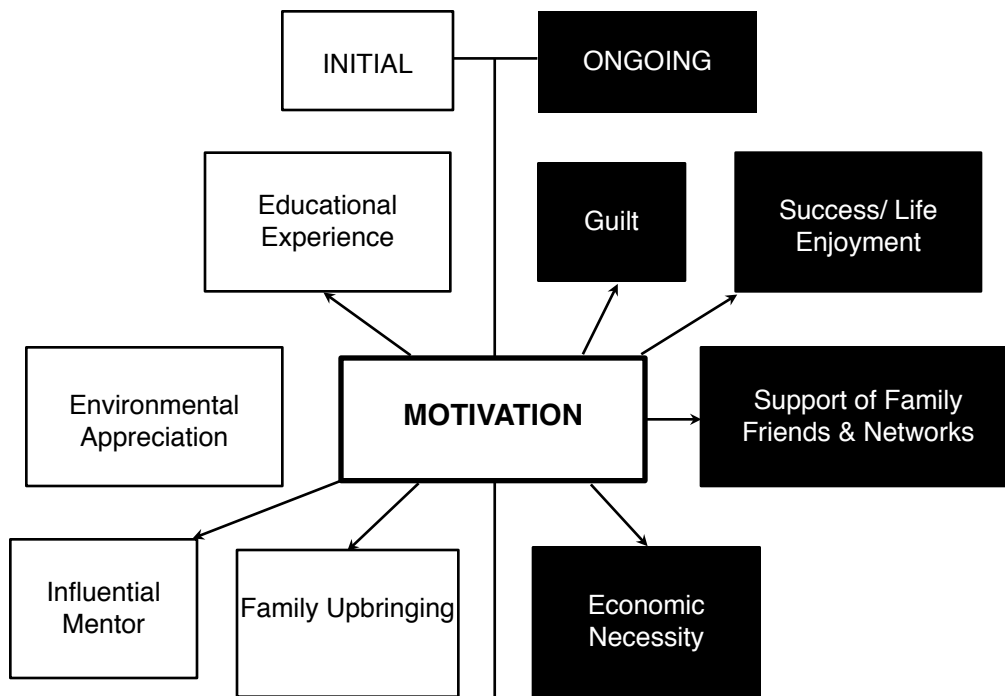 INITIAL
ONGOING
Educational
Experience
Guilt
Success/ Life
Enjoyment
Environmental
Appreciation
MOTIVATION
Support of Family
Friends & Networks
Influential
Mentor
Family Upbringing
Economic
Necessity